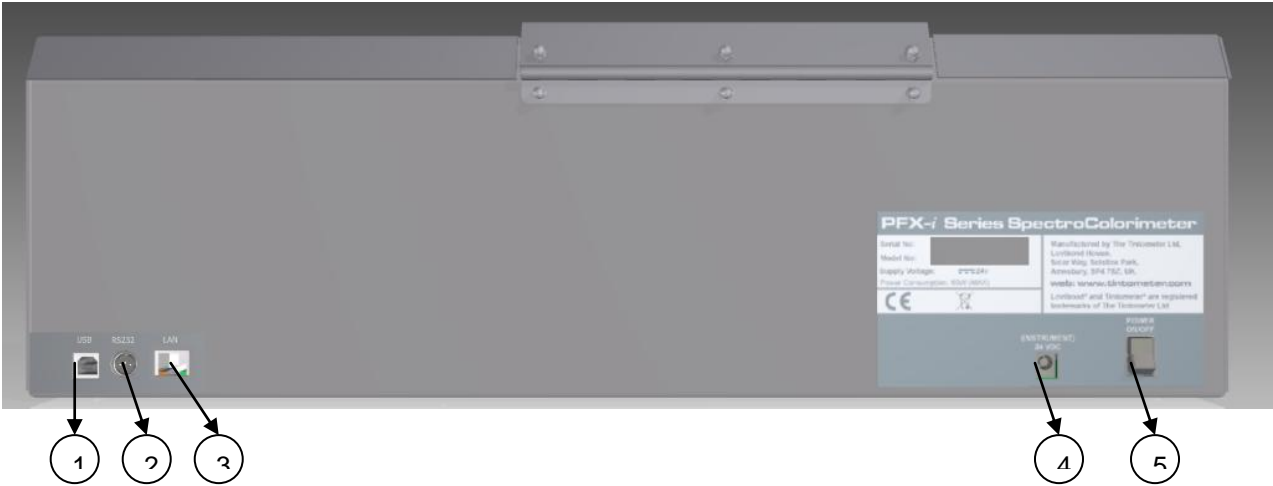 PFX-i Series SpectroColorimeter
Serial No:
Model No:
Supply Voltage:
Power Consumption:
Manufactured by The Tintometer Ltd,
Lovibond House,
Solar Way, Solstice Park,
Amesbury, SP4 7SZ, UK.
web: www.tintometer.com
Lovibond® and Tintometer® are registered
trademarks of The Tintometer Ltd
CE
USB RS232 LAN
(INSTRUMENT)
24 VDC
POWER
ON/OFF
1 2 3 4 5